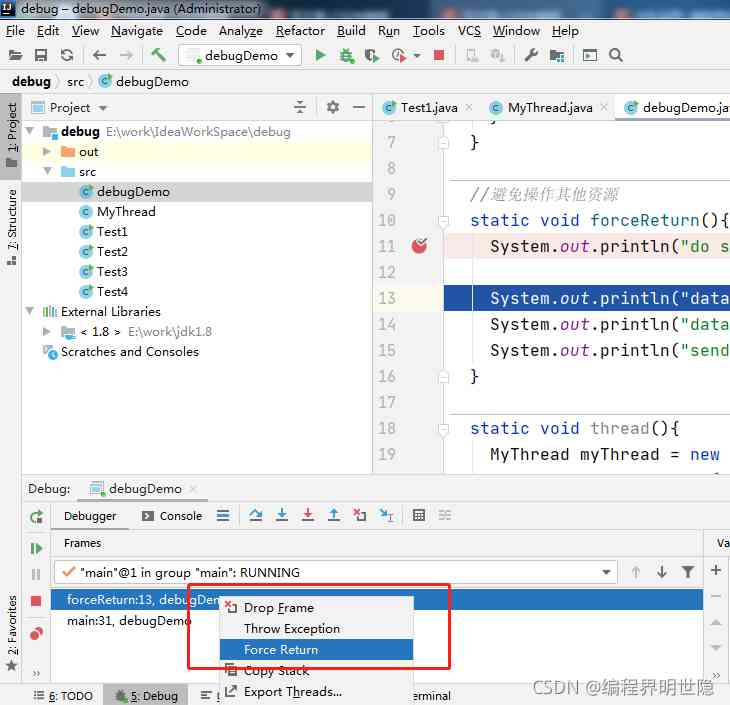 debug – debugDemo.java (Administrator)
File Edit View Navigate Code Analyze Refactor Build Run Tools VCS Window Help
debugDemo
debug src debugDemo
1: Project
Project
Test1.java MyThread.java debugDemo.ja
debug E:\work\IdeaWorkSpace\debug
out
src
debugDemo
MyThread
Test1
Test2
Test3
Test4
External Libraries
< 1.8 > E:\work\jdk1.8
Scratches and Consoles
7: Structure
7 }
8
9 //避免操作其他资源
10 static void forceReturn(){
11 System.out.println("do s
12
13 System.out.println("data
14 System.out.println("data
15 System.out.println("send
16 }
17
18 static void thread(){
19 MyThread myThread = new
Debug: debugDemo
Debugger Console
Frames Va
"main"@1 in group "main": RUNNING
forceReturn:13, debugDem
main:31, debugDemo
Drop Frame
Throw Exception
Force Return
Copy Stack
Export Threads...
2: Favorites
6: TODO 5: Debug erminal
CSDN @编程界明世隐